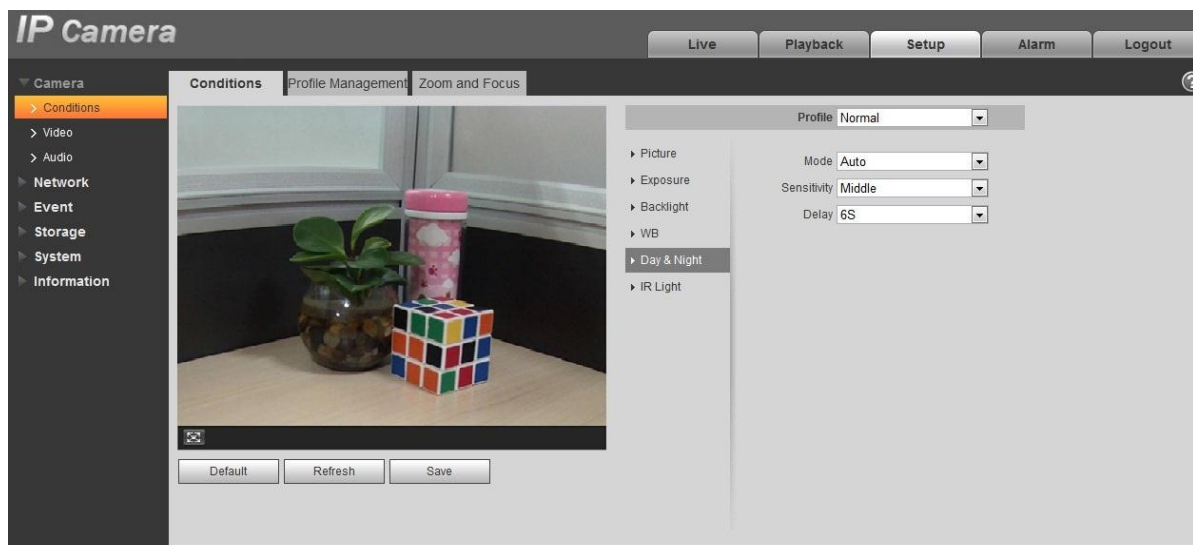 IP Camera
Live Playback Setup Alarm Logout
Camera
Conditions
Video
Audio
Network
Event
Storage
System
Information
Conditions Profile Management Zoom and Focus
Default Refresh Save
Profile Normal
Picture
Exposure
Backlight
WB
Day & Night
IR Light
Mode Auto
Sensitivity Middle
Delay 6S